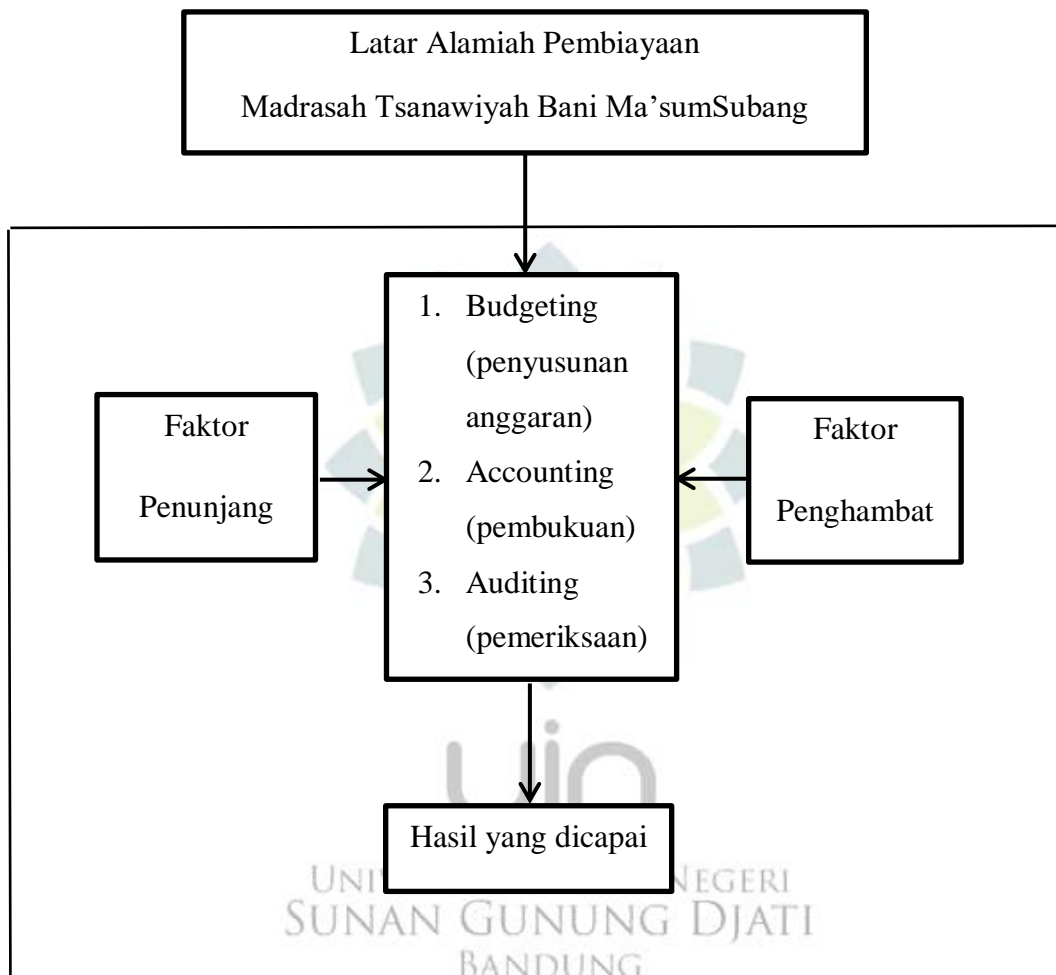 Latar Alamiah Pembiayaan
Madrasah Tsanawiyah Bani Ma’sumSubang
1. Budgeting
(penyusunan
anggaran)
2. Accounting
(pembukuan)
3. Auditing
(pemeriksaan)
Faktor
Penunjang
Faktor
Penghambat
uin
Hasil yang dicapai
NEGERI
SUNAN GUNUNG DJATI
BANDUNG